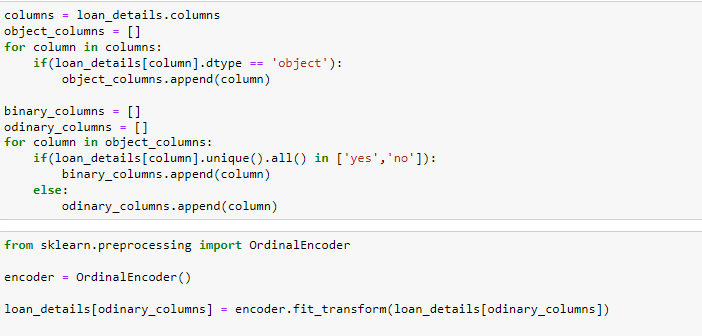 columns = loan_details.columns
object_columns = []
for column in columns:
    if(loan_details[column].dtype == 'object'):
        object_columns.append(column)

binary_columns = []
odinary_columns = []
for column in object_columns:
    if(loan_details[column].unique().all() in ['yes','no']):
        binary_columns.append(column)
    else:
        odinary_columns.append(column)

from sklearn.preprocessing import OrdinalEncoder

encoder = OrdinalEncoder()

loan_details[odinary_columns] = encoder.fit_transform(loan_details[odinary_columns])